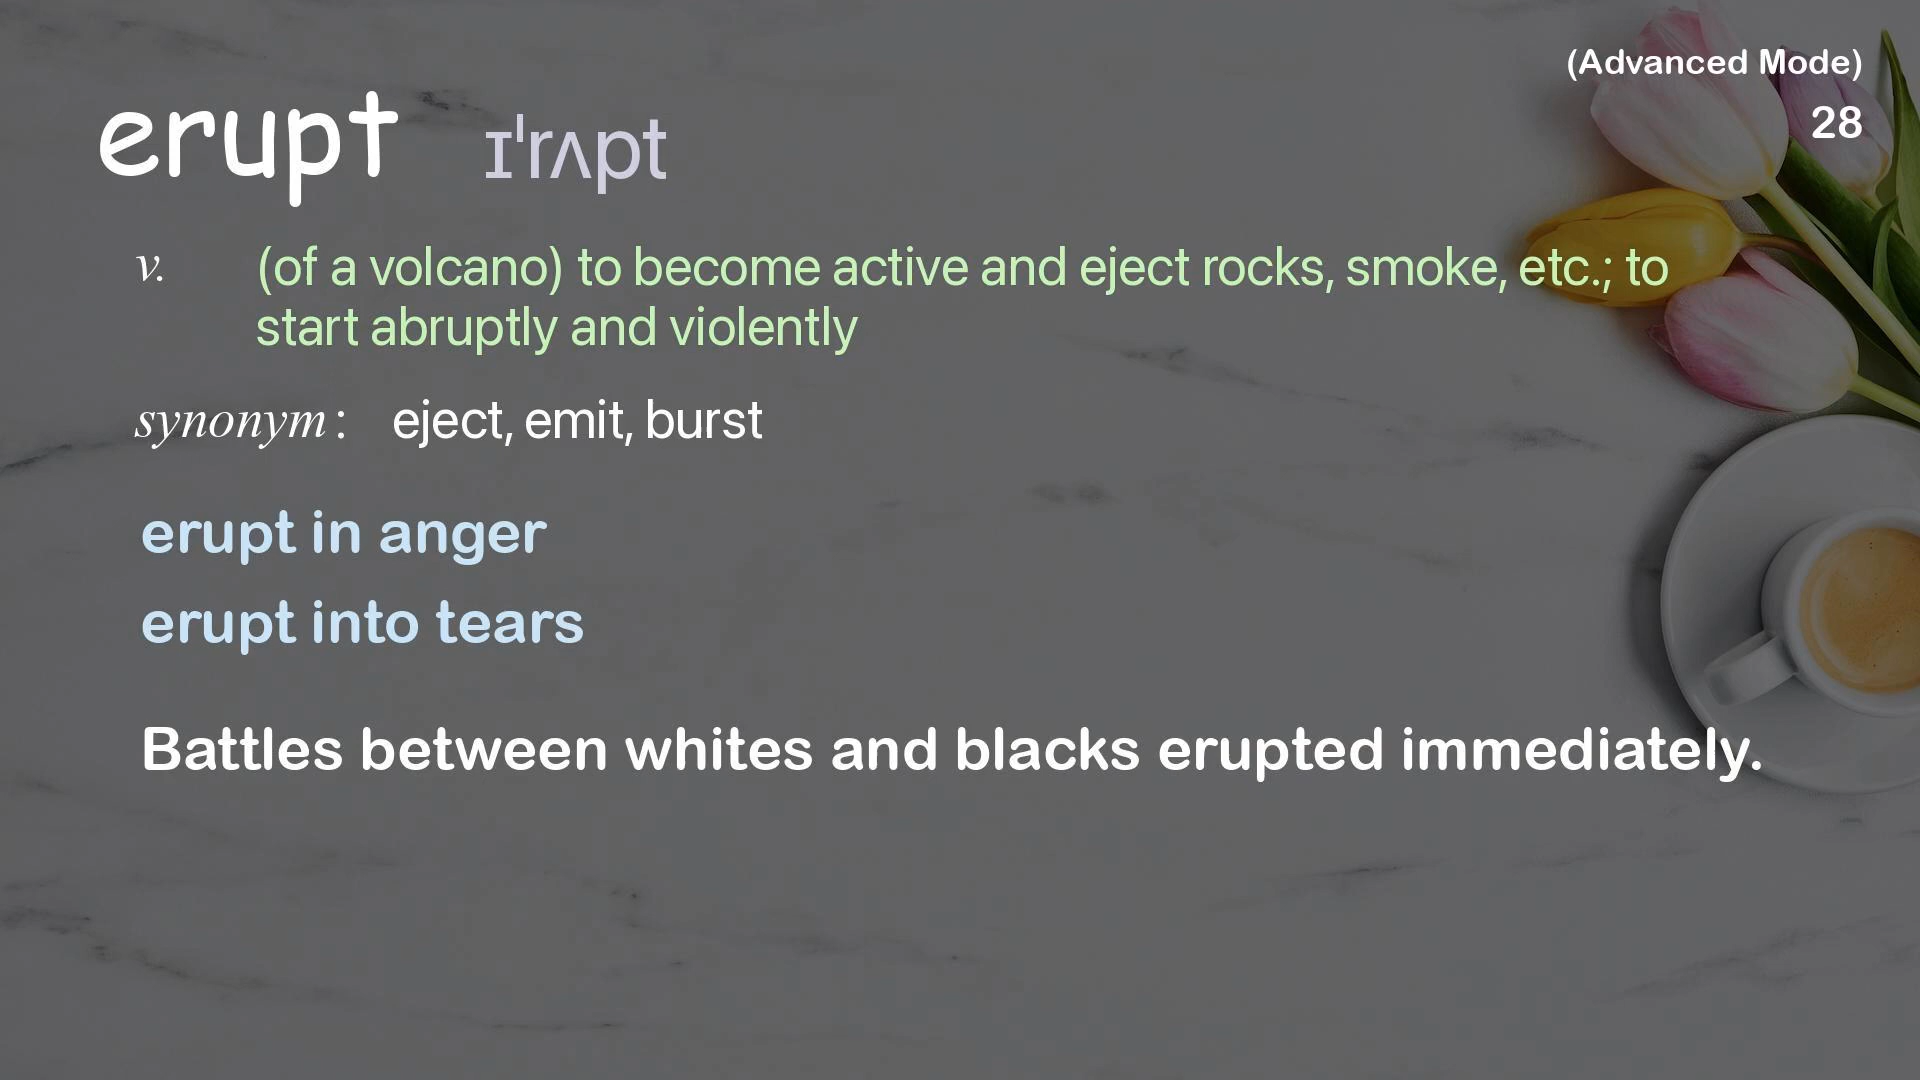 (Advanced Mode)
28
erupt ɪˈrʌpt
v. (of a volcano) to become active and eject rocks, smoke, etc.; to
start abruptly and violently
synonym: eject, emit, burst
erupt in anger
erupt into tears
Battles between whites and blacks erupted immediately.